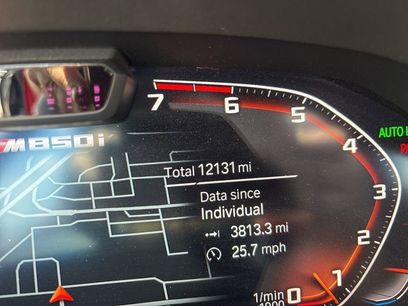 7 6 5 4 3 2 1 0
M850i
AUTO
Total 12131 mi
Data since
Individual
3813.3 mi
25.7 mph
1/min
1000